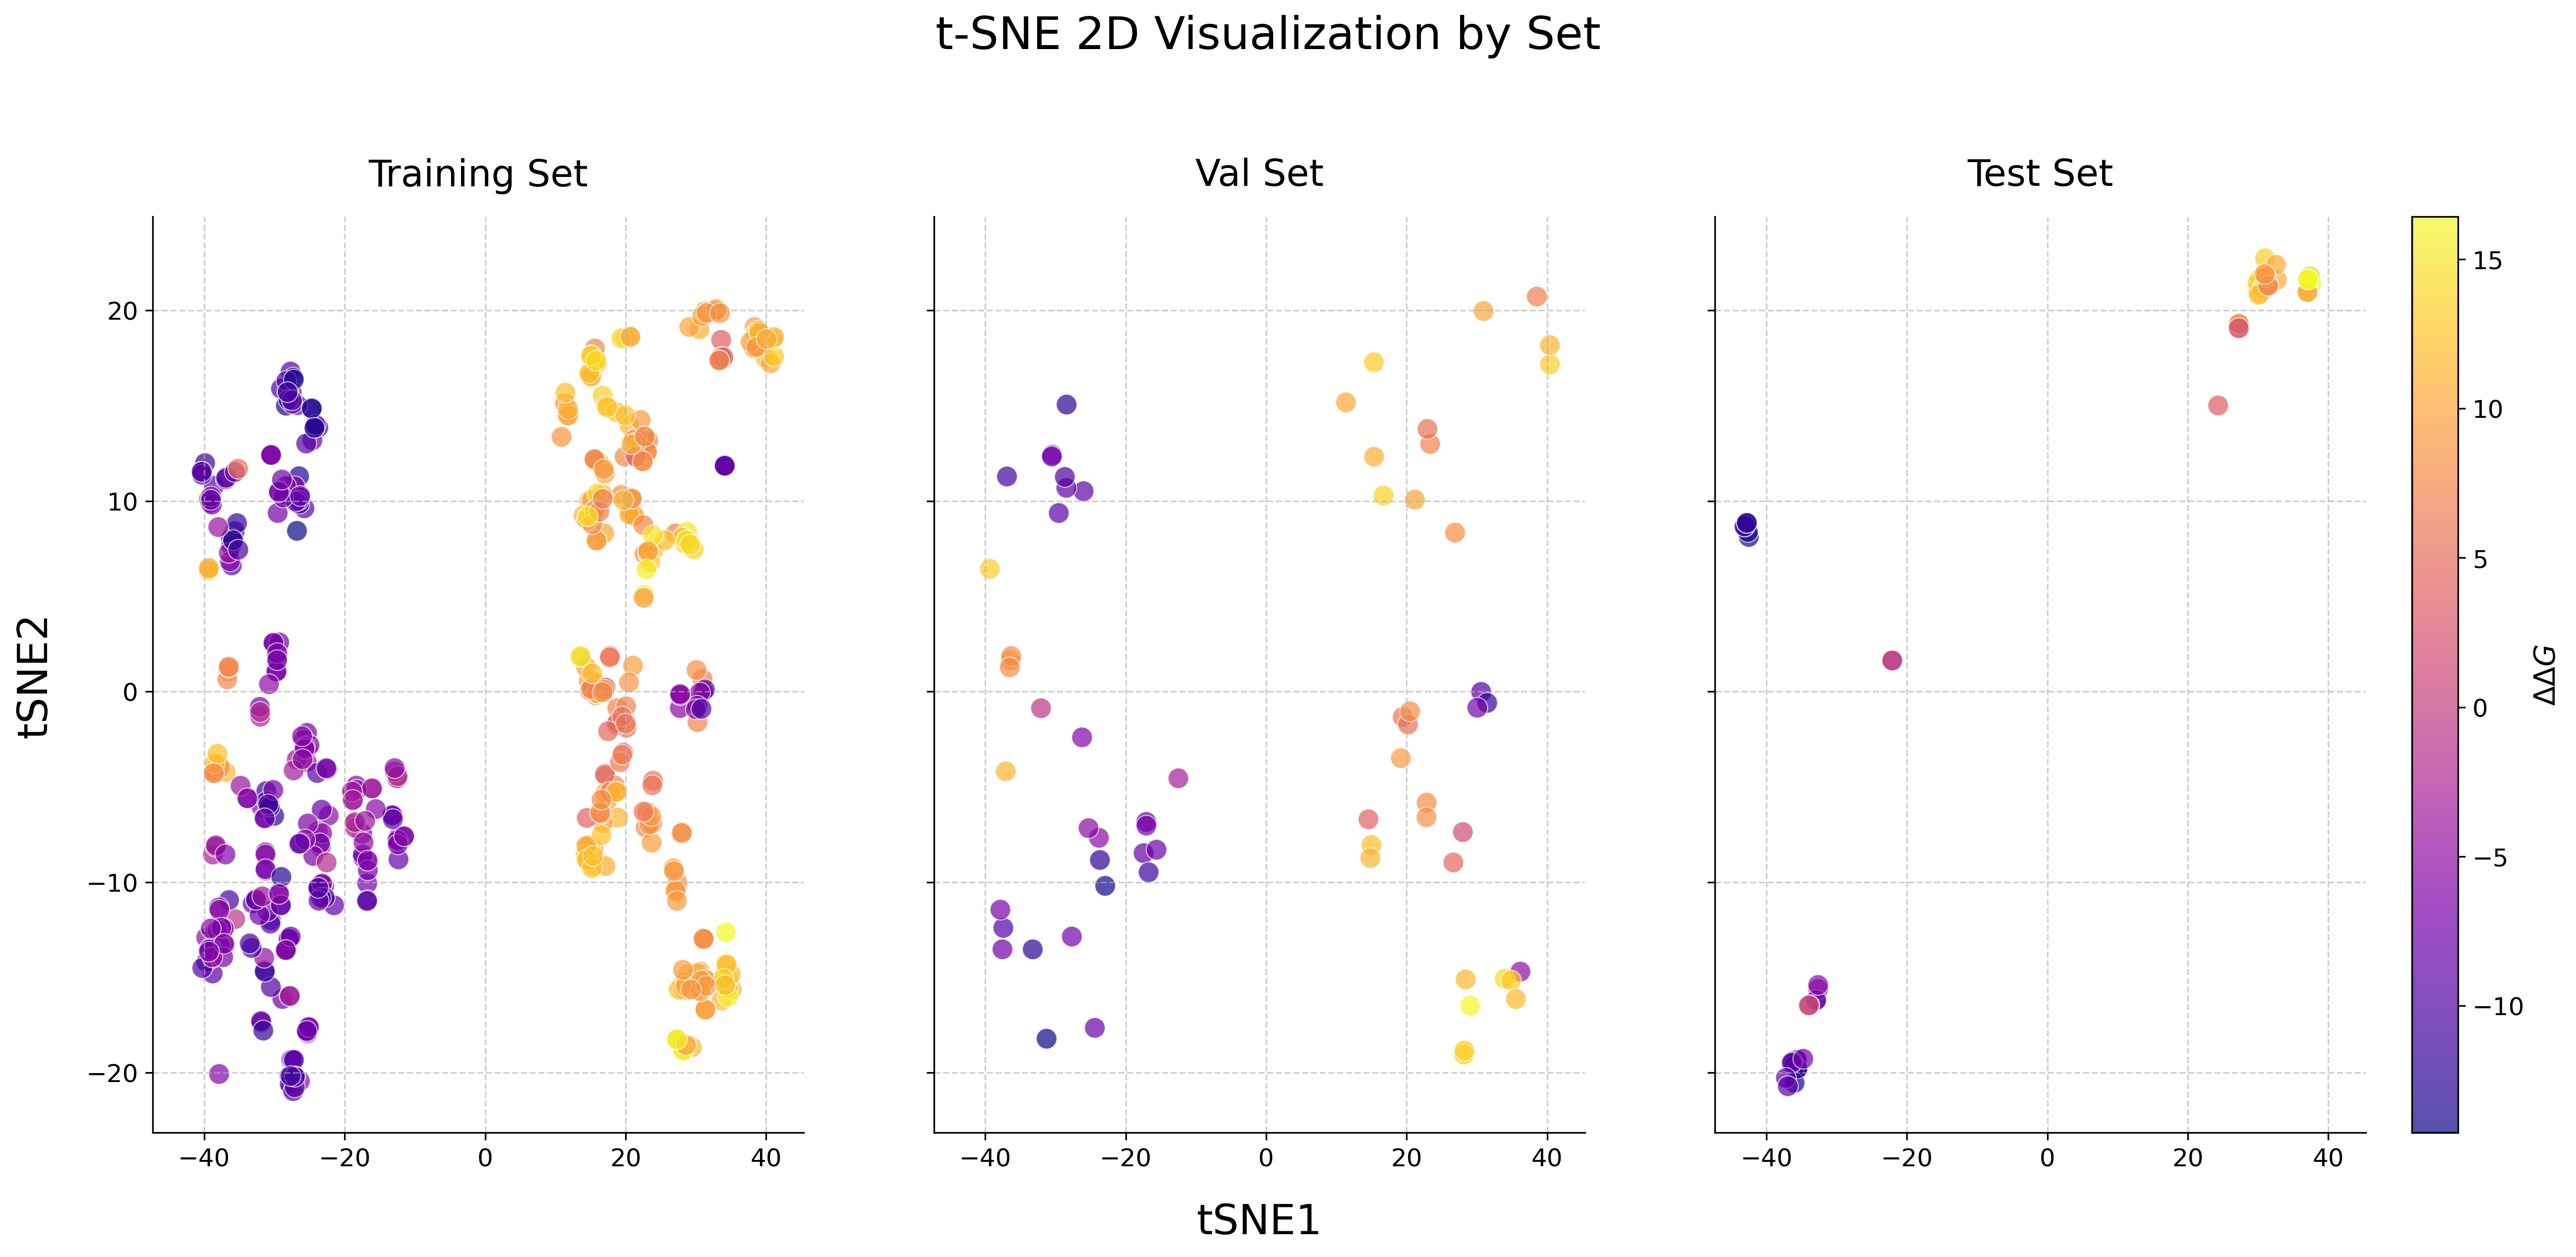 t-SNE 2D Visualization by Set
Training Set
Val Set
Test Set
tSNE2
20
10
0
−10
−20
−40 −20 0 20 40
−40 −20 0 20 40
−40 −20 0 20 40
tSNE1
15
10
5
0
−5
−10
ΔΔG